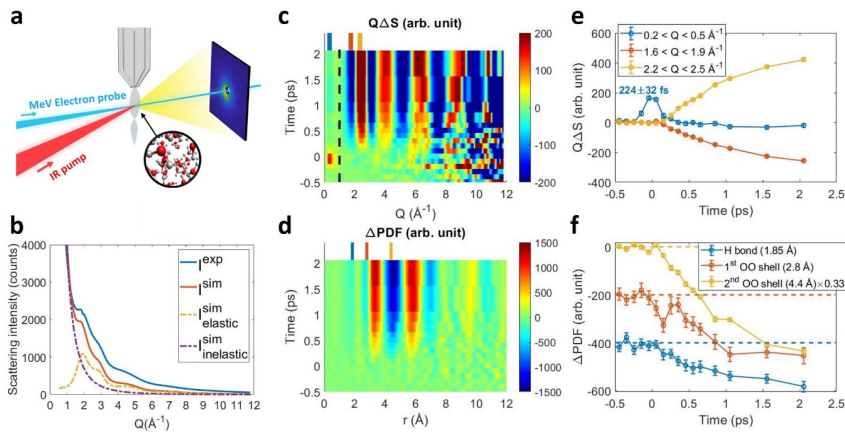 a
MeV Electron probe
IR pump
b
Scattering intensity (counts)
4000
3000
2000
1000
0
I exp
I sim
I sim elastic
I sim inelastic
0 1 2 3 4 5 6 7 8 9 10 11 12
Q(Å⁻¹)
c
QΔS (arb. unit)
Time (ps)
2
1.5
1
0.5
0
-0.5
0 2 4 6 8 10
Q (Å⁻¹)
200
100
0
-100
-200
d
ΔPDF (arb. unit)
Time (ps)
2
1.5
1
0.5
0
-0.5
0 2 4 6 8 10
r (Å)
1500
1000
500
0
-500
-1000
-1500
e
QΔS (arb. unit)
600
400
200
0
-200
-400
0.2 < Q < 0.5 Å⁻¹
1.6 < Q < 1.9 Å⁻¹
2.2 < Q < 2.5 Å⁻¹
224±32 fs
-0.5 0 0.5 1 1.5 2 2.5
Time (ps)
f
ΔPDF (arb. unit)
0
-200
-400
-600
H bond (1.85 Å)
1st OO shell (2.8 Å)
2nd OO shell (4.4 Å)×0.33
-0.5 0 0.5 1 1.5 2 2.5
Time (ps)